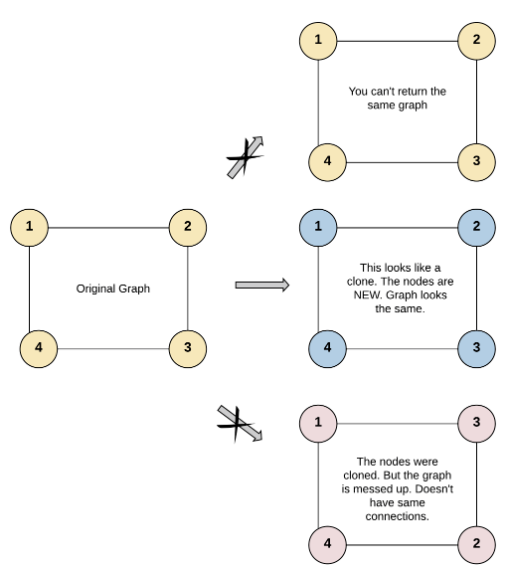 1
2
You can't return the
same graph
4
3
1
2
Original Graph
4
3
1
2
This looks like a
clone. The nodes are
NEW. Graph looks
the same.
4
3
1
3
The nodes were
cloned. But the graph
is messed up. Doesn't
have same
connections.
4
2